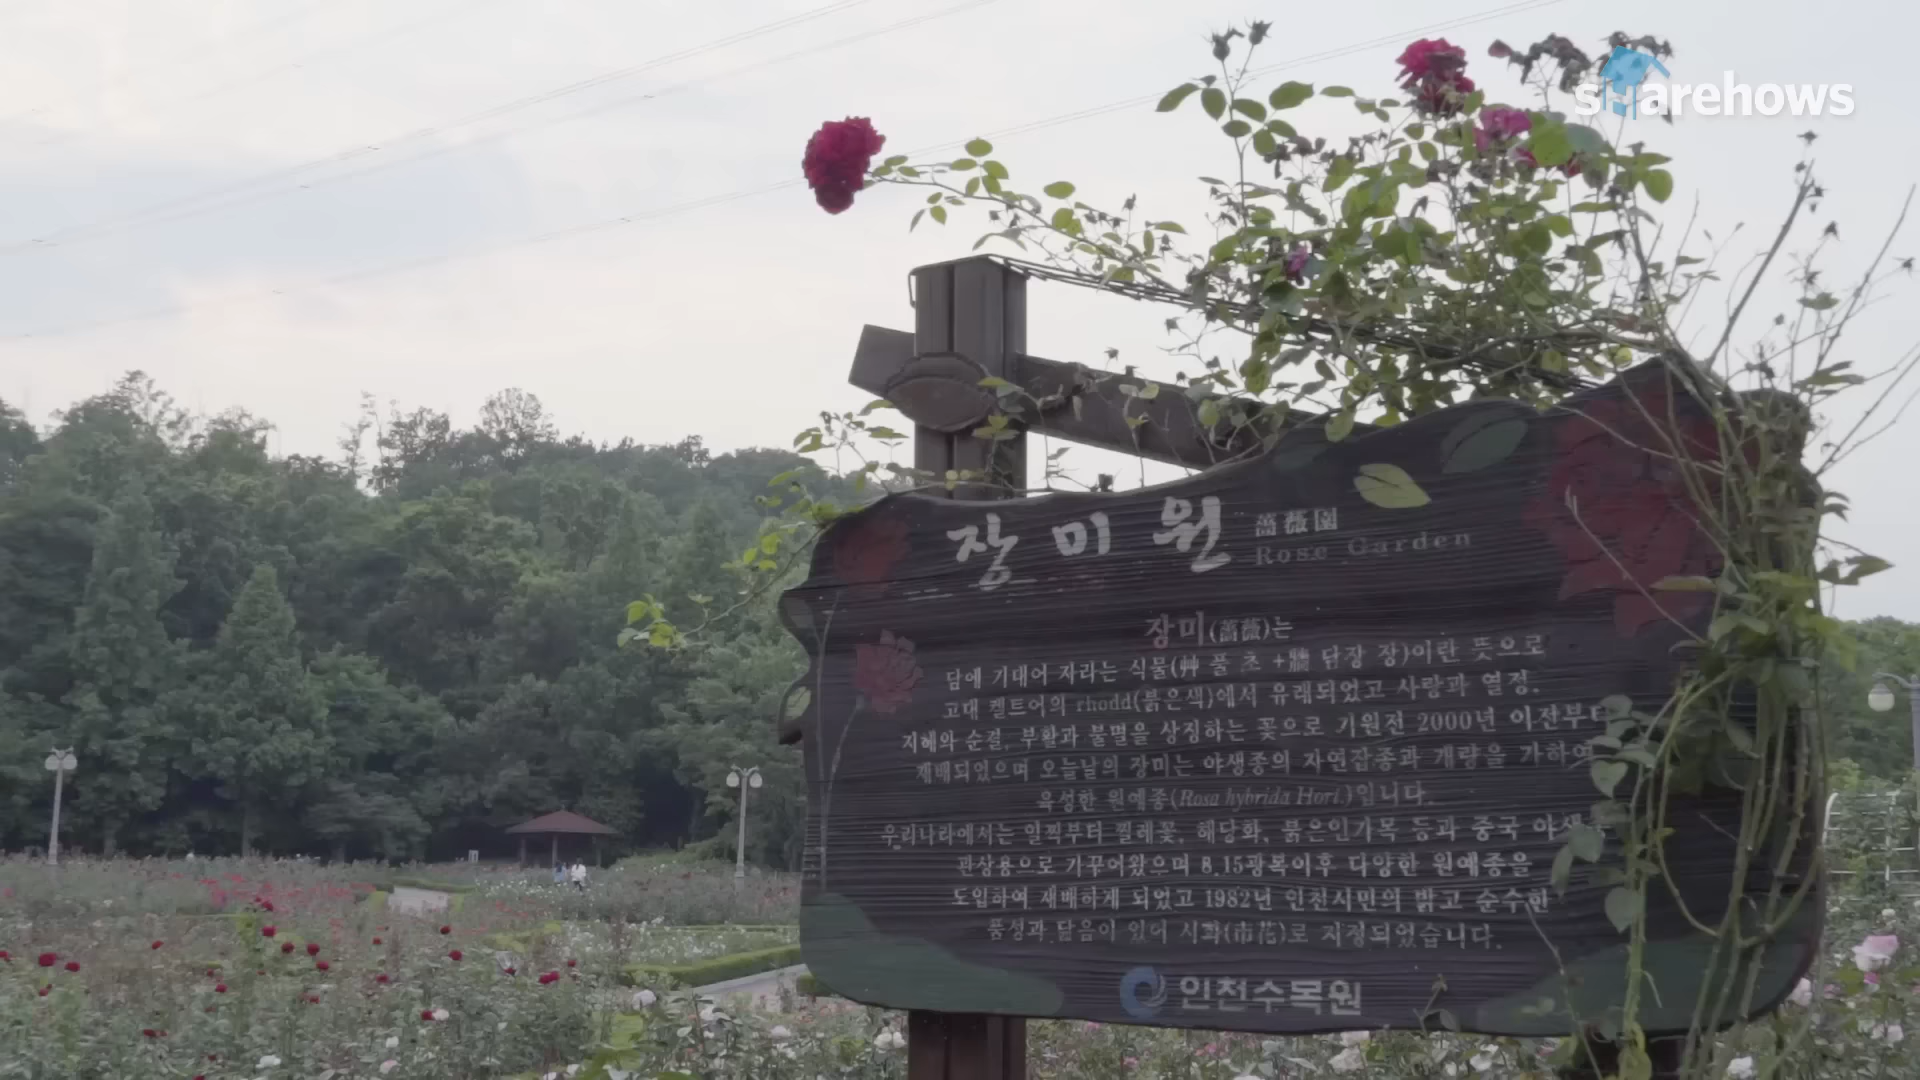 sharehows
장미원 薔薇園
Rose Garden
장미(薔薇)는
담에 기대어 자라는 식물(艸 풀 초 +牆 담장 장)이란 뜻으로
고대 켈트어의 rhodd(붉은색)에서 유래되었고 사랑과 열정,
지혜와 순결, 부활과 불멸을 상징하는 꽃으로 기원전 2000년 이전부터
재배되었으며 오늘날의 장미는 야생종의 자연잡종과 개량을 가하여
육성한 원예종(Rosa hybrida Hort.)입니다.
우리나라에서는 일찍부터 찔레꽃, 해당화, 붉은인가목 등과 중국
관상용으로 가꾸어왔으며 8.15광복이후 다양한 원예종을
도입하여 재배하게 되었고 1982년 인천시민의 밝고 순수한
품성과 닮음이 있어 시화(市花)로 지정되었습니다.
인천수목원